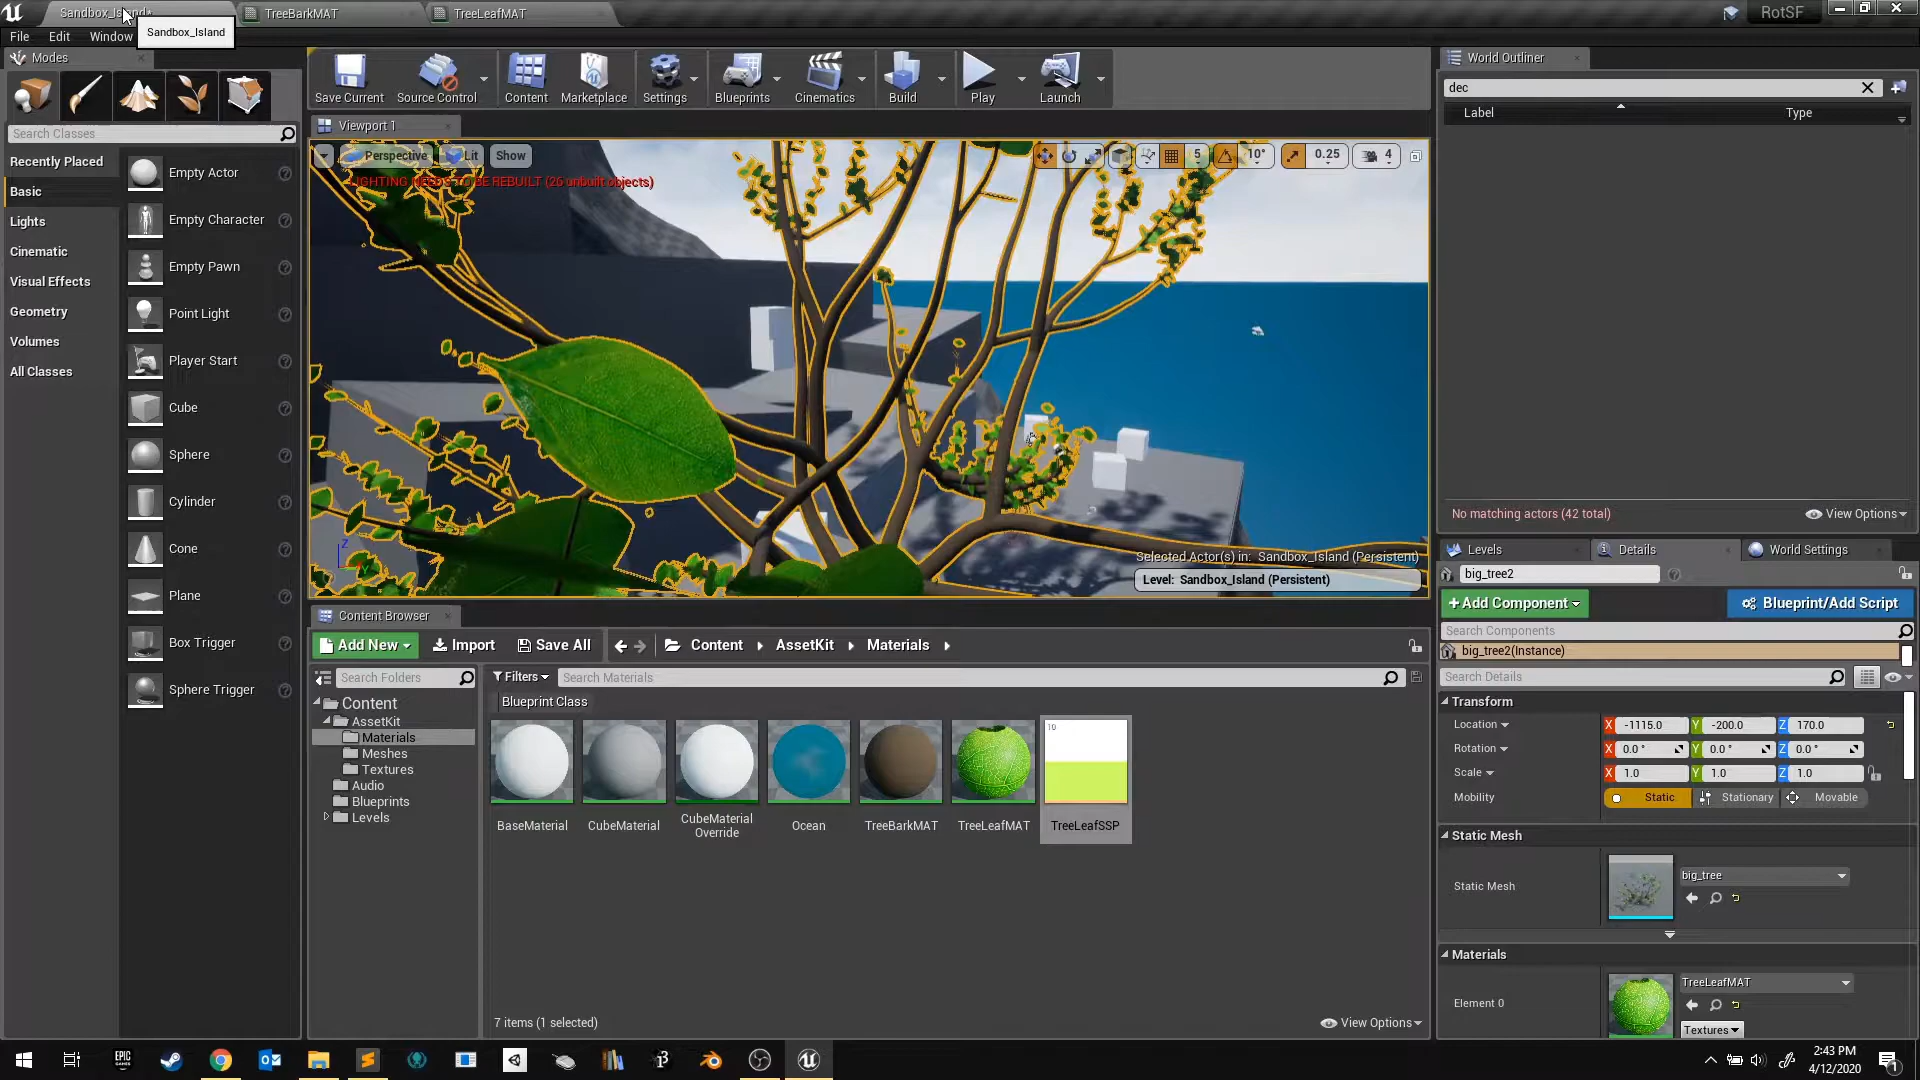 Sandbox_Island*
TreeBarkMAT
TreeLeafMAT
RotSF
File
Edit
Window
Sandbox_Island
Modes
Save Current
Source Control
Content
Marketplace
Settings
Blueprints
Cinematics
Build
Play
Launch
Search Classes
Recently Placed
Basic
Lights
Cinematic
Visual Effects
Geometry
Volumes
All Classes
Empty Actor
Empty Character
Empty Pawn
Point Light
Player Start
Cube
Sphere
Cylinder
Cone
Plane
Box Trigger
Sphere Trigger
Viewport 1
Perspective
Lit
Show
5
10°
0.25
4
LIGHTING NEEDS TO BE REBUILT (26 unbuilt objects)
Z
Selected Actor(s) in: Sandbox_Island (Persistent)
Level: Sandbox_Island (Persistent)
Content Browser
Add New
Import
Save All
Content
AssetKit
Materials
Search Folders
Filters
Search Materials
Blueprint Class
Content
AssetKit
Materials
Meshes
Textures
Audio
Blueprints
Levels
10
BaseMaterial
CubeMaterial
CubeMaterial
Override
Ocean
TreeBarkMAT
TreeLeafMAT
TreeLeafSSP
7 items (1 selected)
View Options
World Outliner
dec
Label
Type
No matching actors (42 total)
View Options
Levels
Details
World Settings
big_tree2
+Add Component
Blueprint/Add Script
Search Components
big_tree2(Instance)
Search Details
Transform
Location
X
-1115.0
Y
-200.0
Z
170.0
Rotation
X
0.0 °
Y
0.0 °
Z
0.0 °
Scale
X
1.0
Y
1.0
Z
1.0
Mobility
Static
Stationary
Movable
Static Mesh
Static Mesh
big_tree
Materials
Element 0
TreeLeafMAT
Textures
EPIC
GAMES
2:43 PM
4/12/2020
1